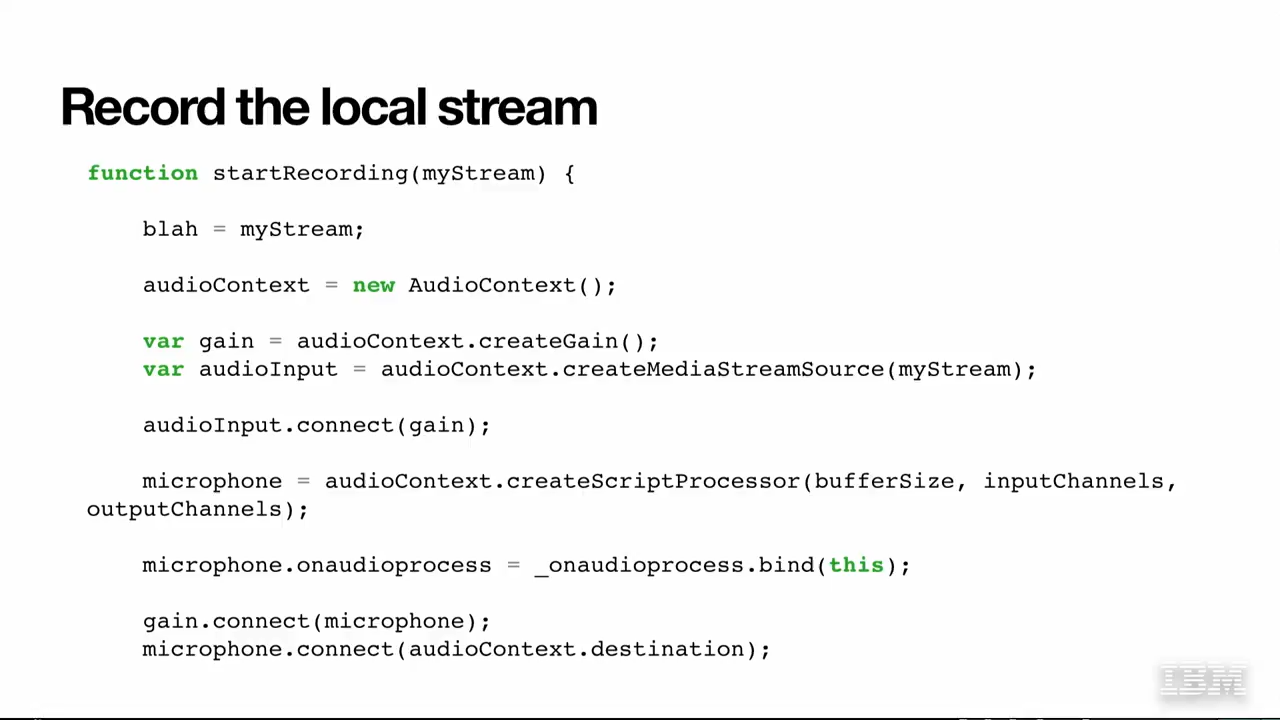 Record the local stream
function startRecording(myStream) {
blah = myStream;
audioContext = new AudioContext();
var gain = audioContext.createGain();
var audioInput = audioContext.createMediaStreamSource(myStream);
audioInput.connect(gain);
microphone = audioContext.createScriptProcessor(bufferSize, inputChannels,
outputChannels);
microphone.onaudioprocess = _onaudioprocess.bind(this);
gain.connect(microphone);
microphone.connect(audioContext.destination);
IBM